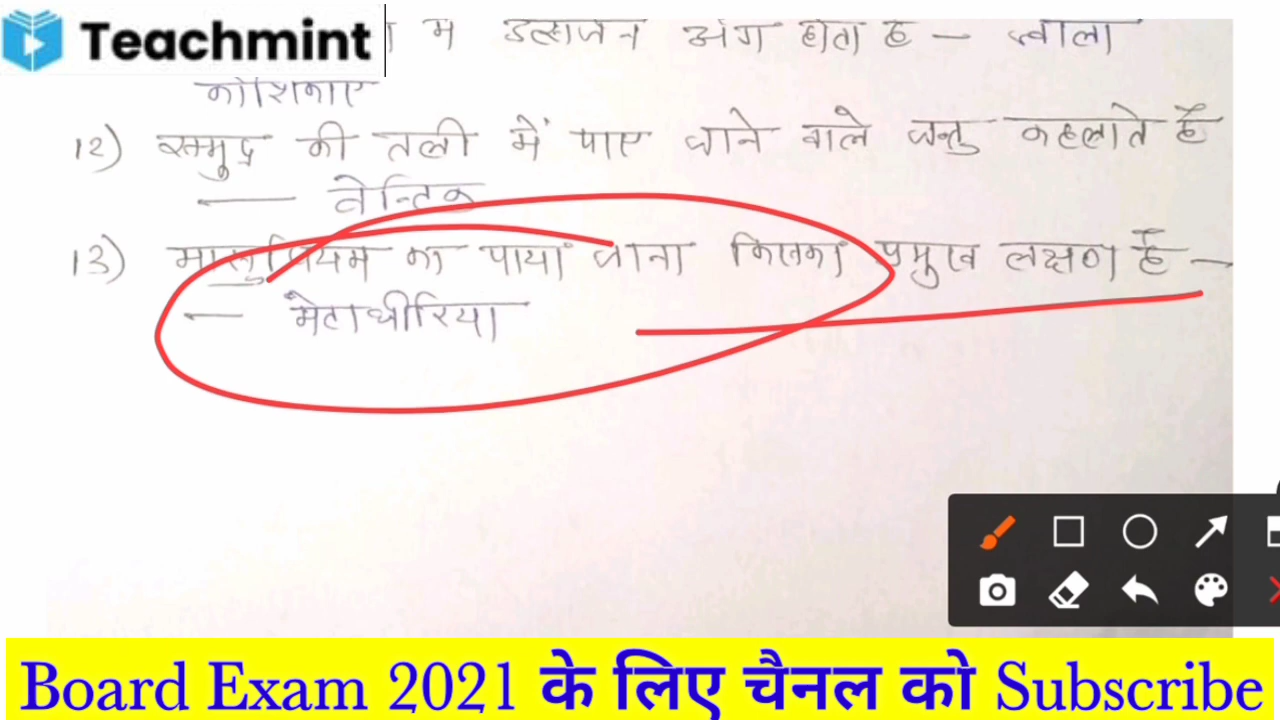 Teachmint
में उत्सर्जन अंग होता है – ज्वाला
कोशिकाए
12) समुद्र की तली में पाए जाने वाले जन्तु कहलाते है
— वेन्टिक
13) मासुपियम का पाया जाना किसका प्रमुख लक्षण है –
— मेटाथीरिया
Board Exam 2021 के लिए चैनल को Subscribe